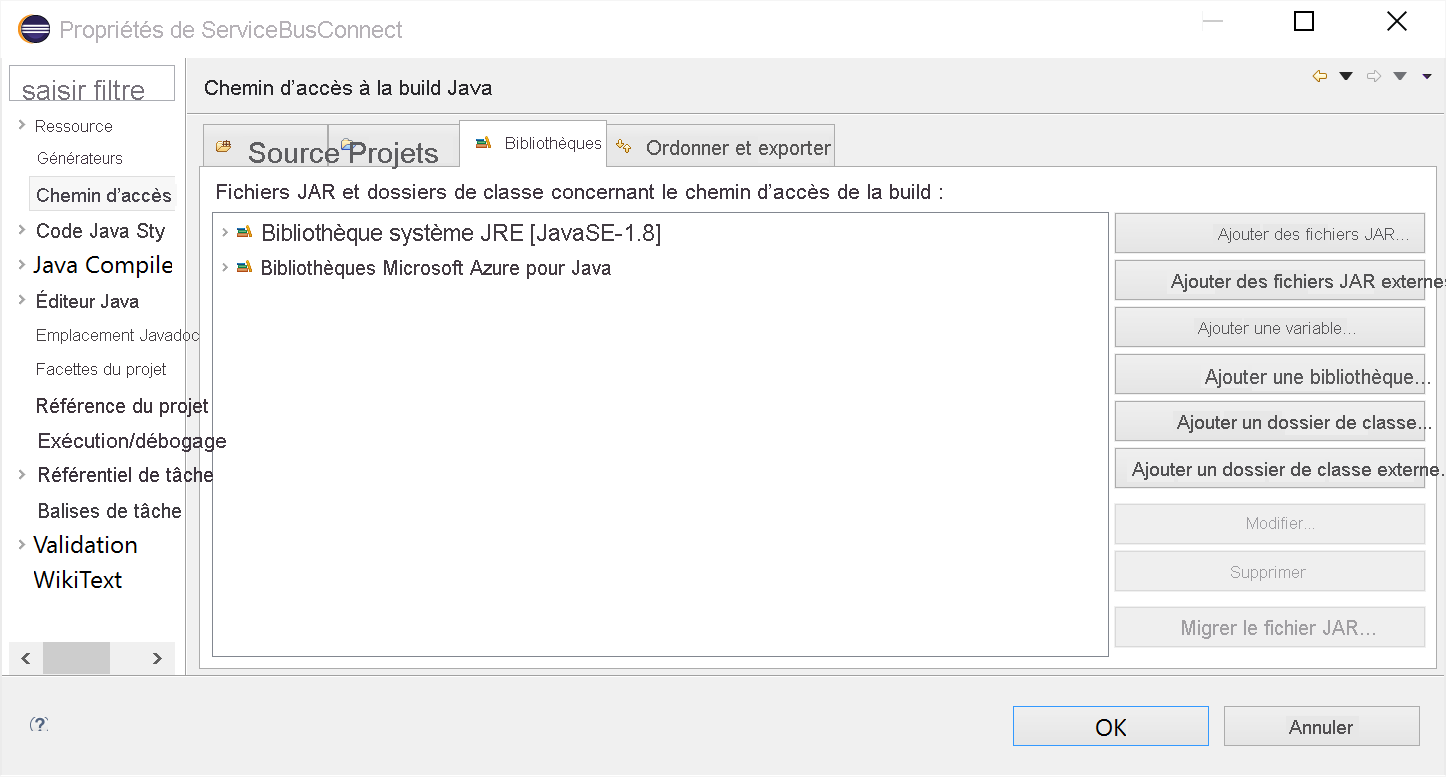 Propriétés de ServiceBusConnect
saisir filtre
Ressource
Générateurs
Chemin d'accès
Code Java Sty
Java Compile
Éditeur Java
Emplacement Javadoc
Facettes du projet
Référence du projet
Exécution/débogage
Référentiel de tâche
Balises de tâche
Validation
WikiText
Chemin d'accès à la build Java
Source Projets Bibliothèques Ordonner et exporter
Fichiers JAR et dossiers de classe concernant le chemin d'accès de la build :
Bibliothèque système JRE [JavaSE-1.8]
Bibliothèques Microsoft Azure pour Java
Ajouter des fichiers JAR...
Ajouter des fichiers JAR externes
Ajouter une variable...
Ajouter une bibliothèque...
Ajouter un dossier de classe...
Ajouter un dossier de classe externe.
Modifier...
Supprimer
Migrer le fichier JAR...
OK Annuler